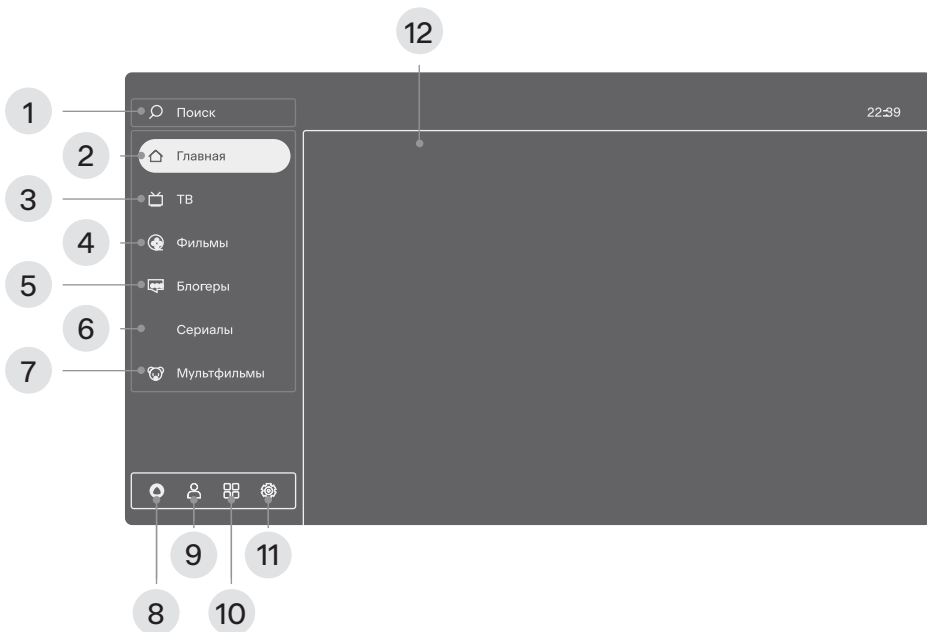 12
1 Поиск 22:39
2 Главная
3 ТВ
4 Фильмы
5 Блогеры
6 Сериалы
7 Мультфильмы
9 11
8 10